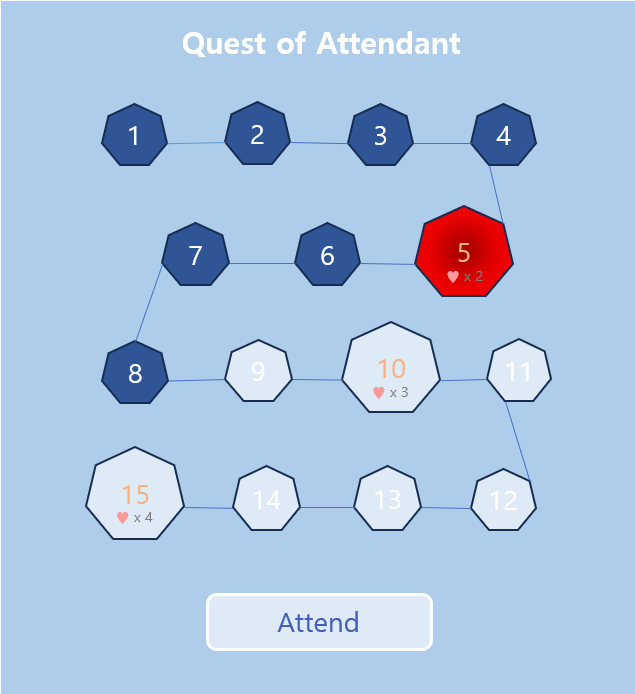 Quest of Attendant
1 2 3 4
7 6 5
♥ x 2
8 9 10 11
♥ x 3
15 14 13 12
♥ x 4
Attend